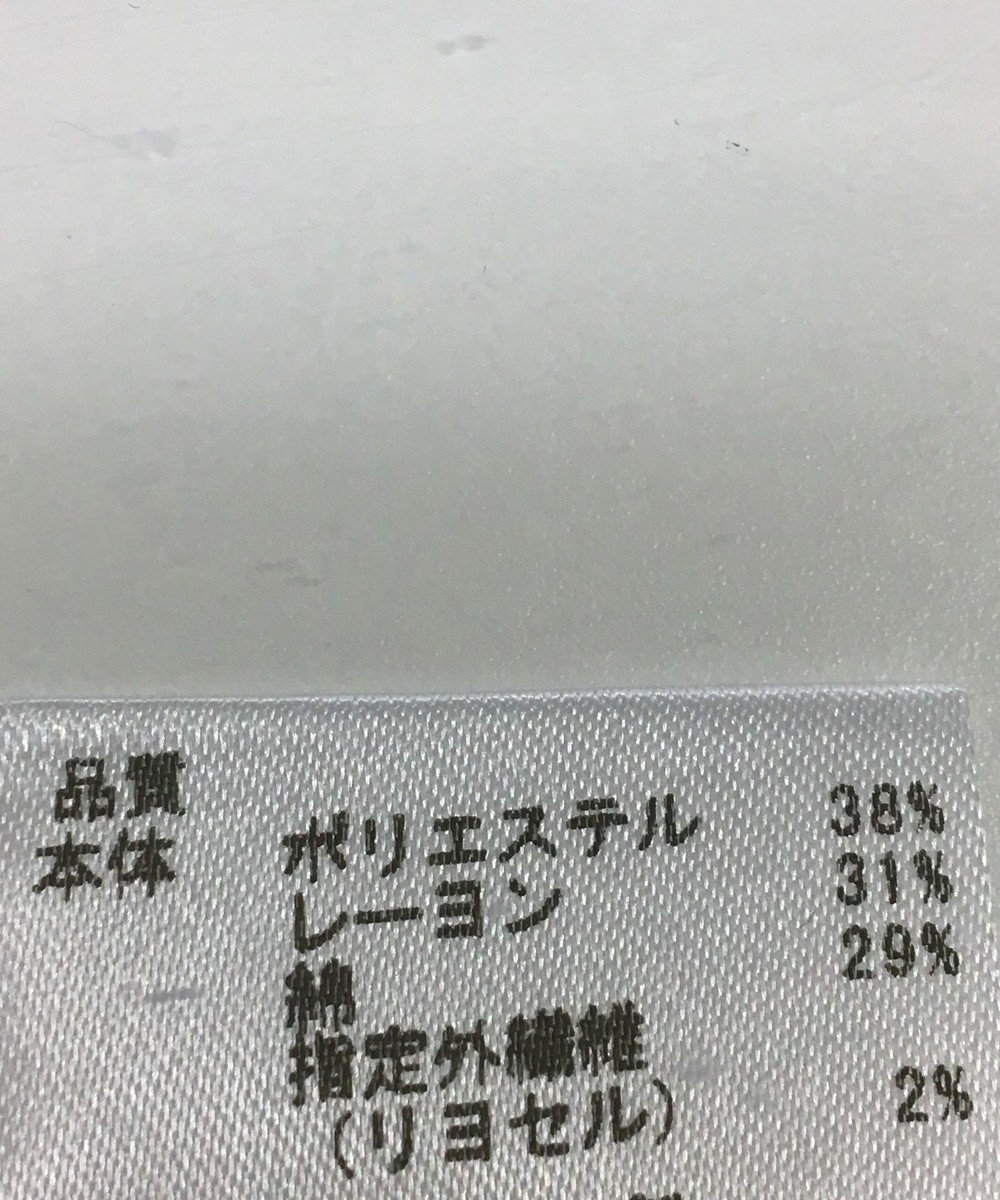 品質
本体 ポリエステル 38%
レーヨン 31%
綿 29%
指定外繊維
(リヨセル) 2%